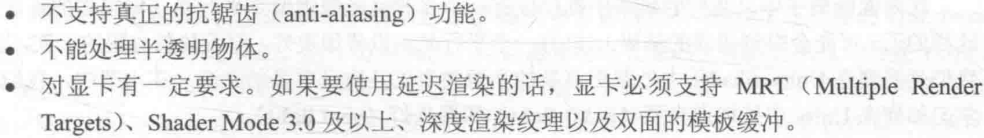 ● 不支持真正的抗锯齿（anti-aliasing）功能。
● 不能处理半透明物体。
● 对显卡有一定要求。如果要使用延迟渲染的话，显卡必须支持 MRT（Multiple Render
Targets）、Shader Mode 3.0 及以上、深度渲染纹理以及双面的模板缓冲。